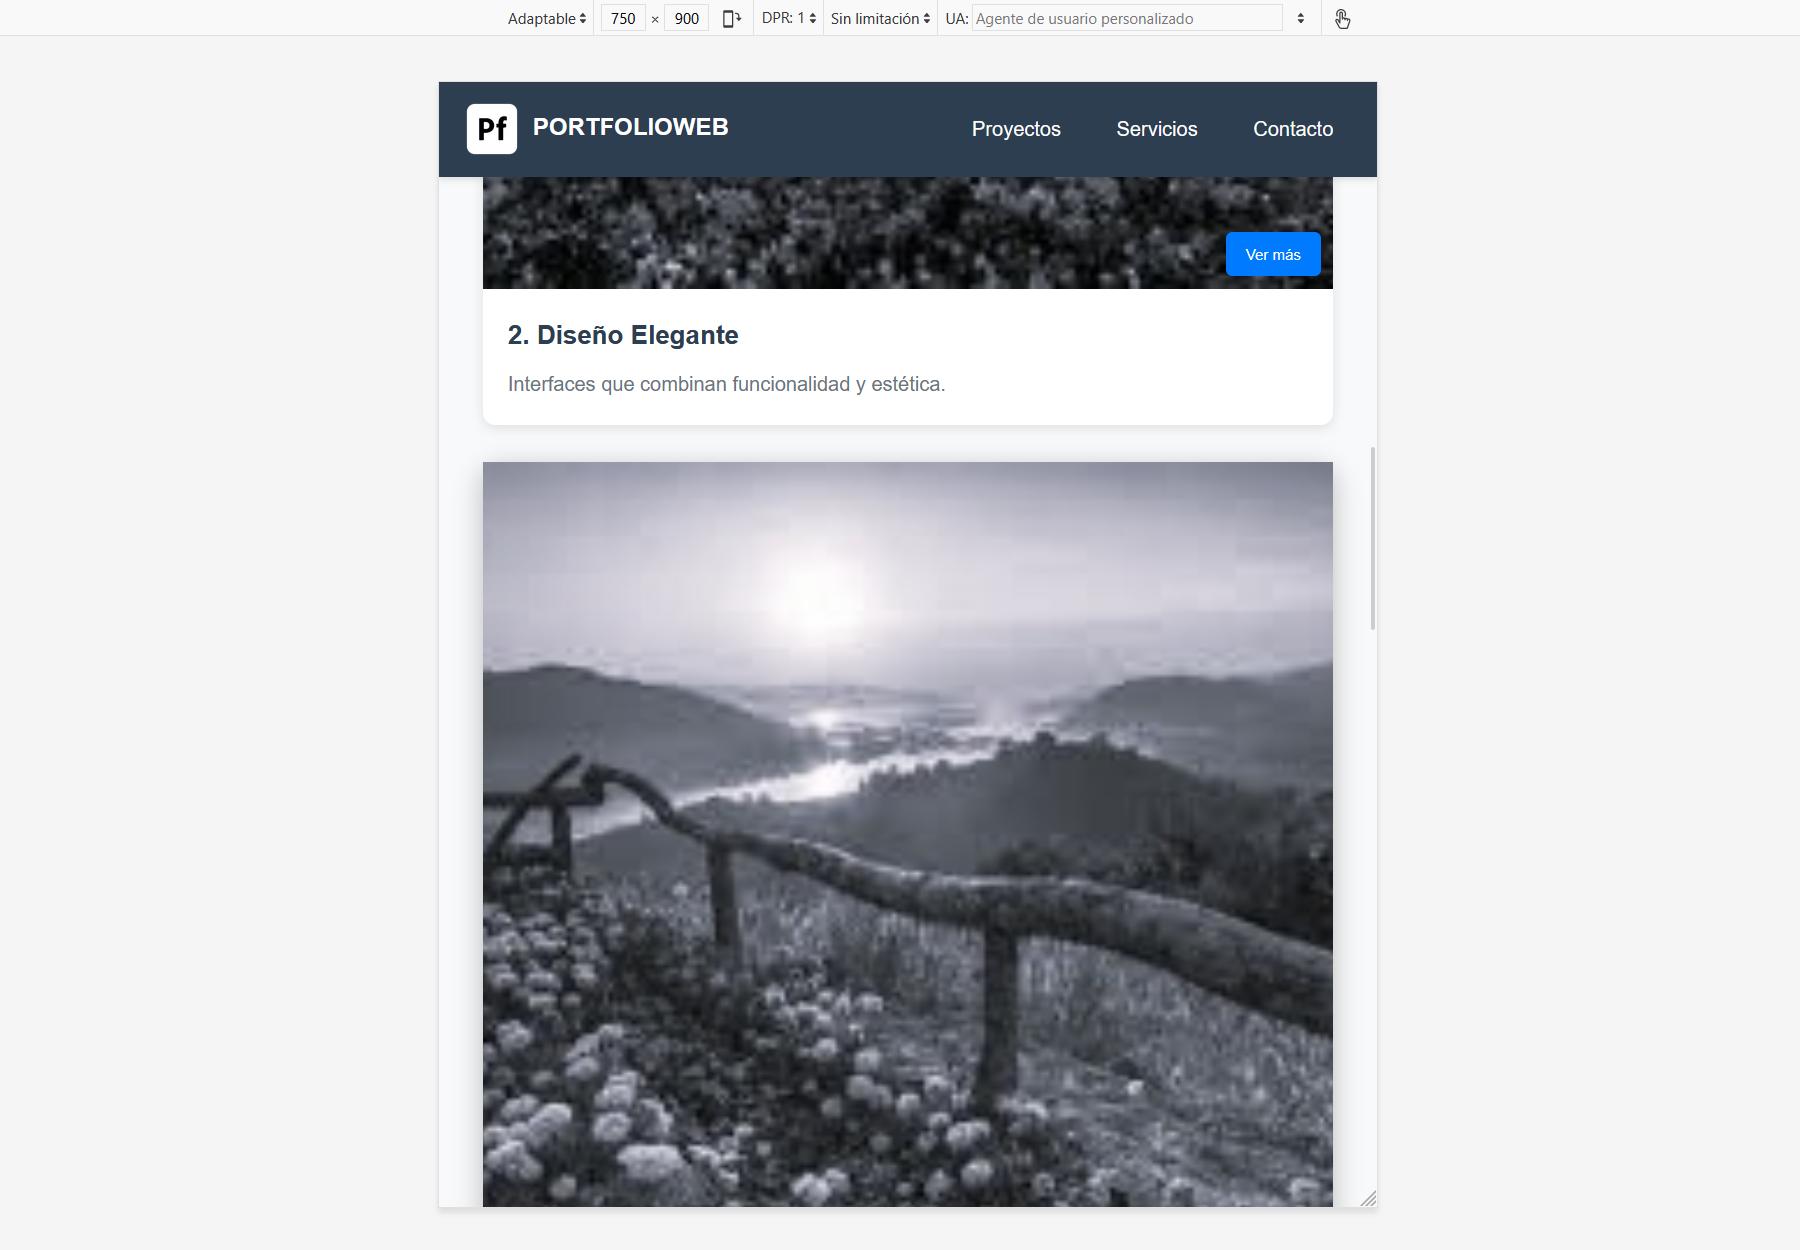 Adaptable 750 × 900 DPR: 1 Sin limitación UA: Agente de usuario personalizado
Pf PORTFOLIOWEB Proyectos Servicios Contacto
Ver más
2. Diseño Elegante
Interfaces que combinan funcionalidad y estética.